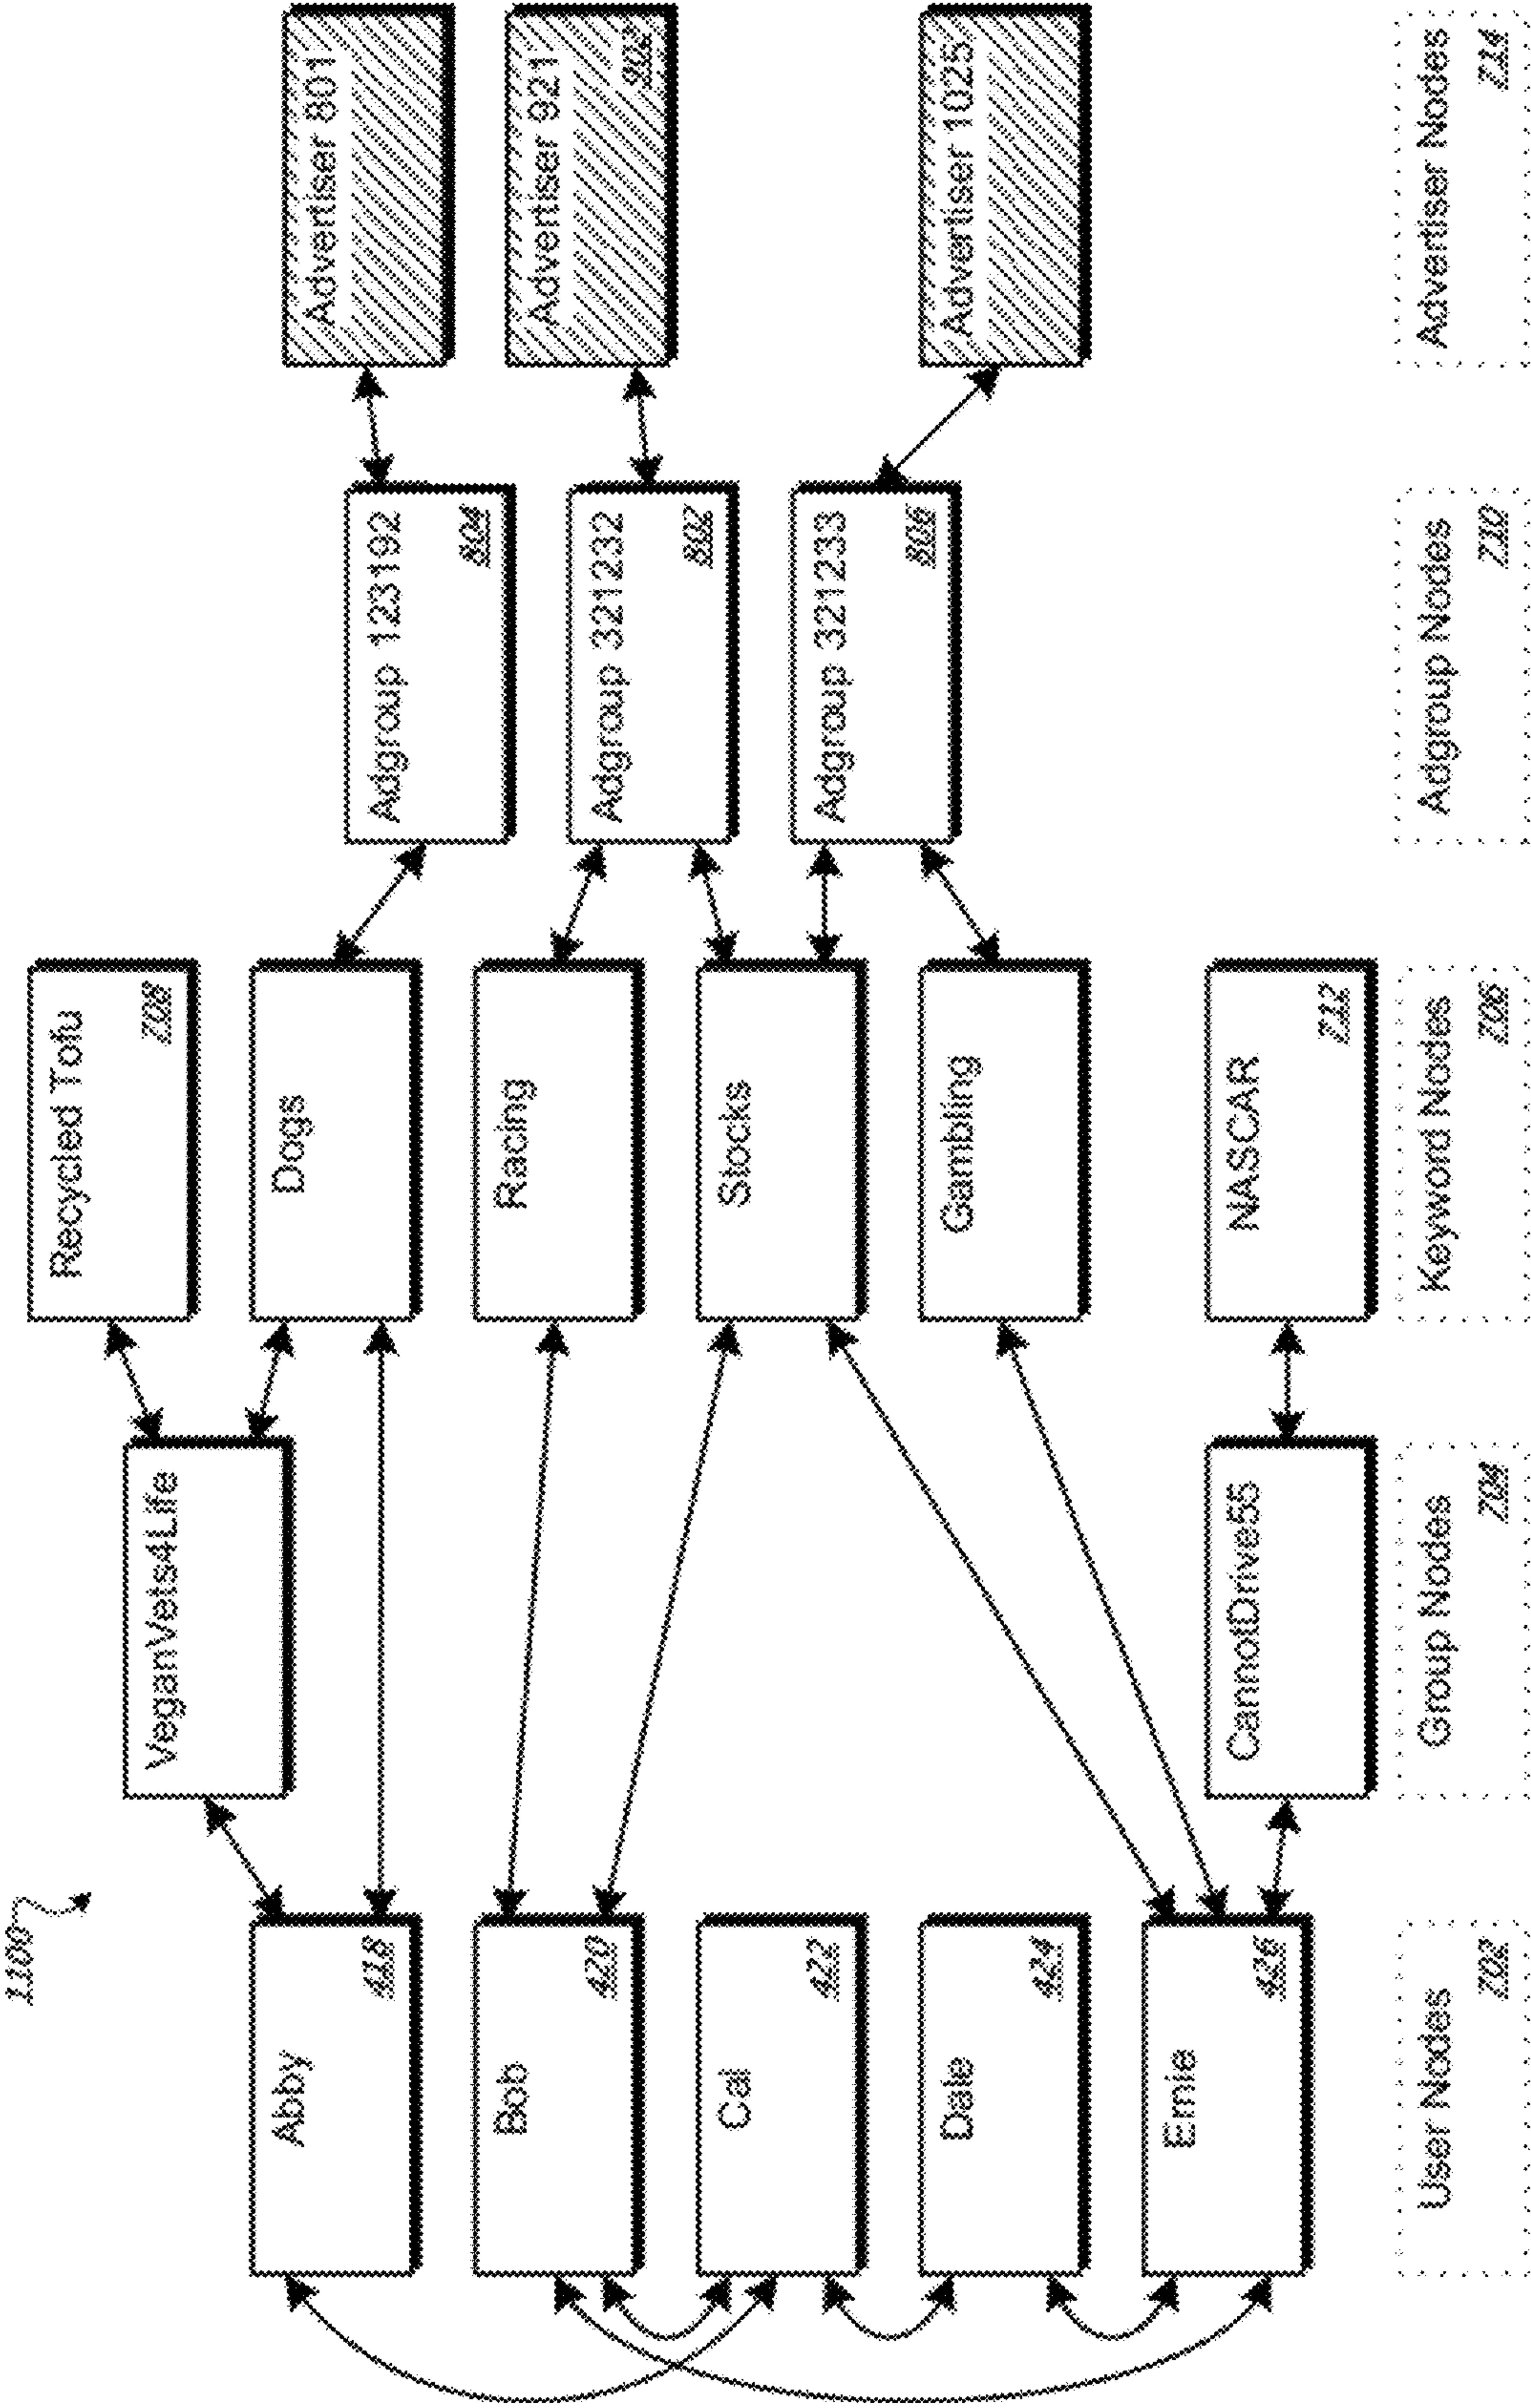 1100
Recycled Tofu
708
VeganVets4Life
Abby
418
Dogs
Adgroup 123192
804
Advertiser 801
Bob
420
Racing
Adgroup 321232
802
Advertiser 921
902
Cal
422
Stocks
Adgroup 321233
806
Dale
424
Gambling
Advertiser 1025
Ernie
426
CannotDrive55
NASCAR
712
User Nodes
702
Group Nodes
704
Keyword Nodes
706
Adgroup Nodes
710
Advertiser Nodes
714